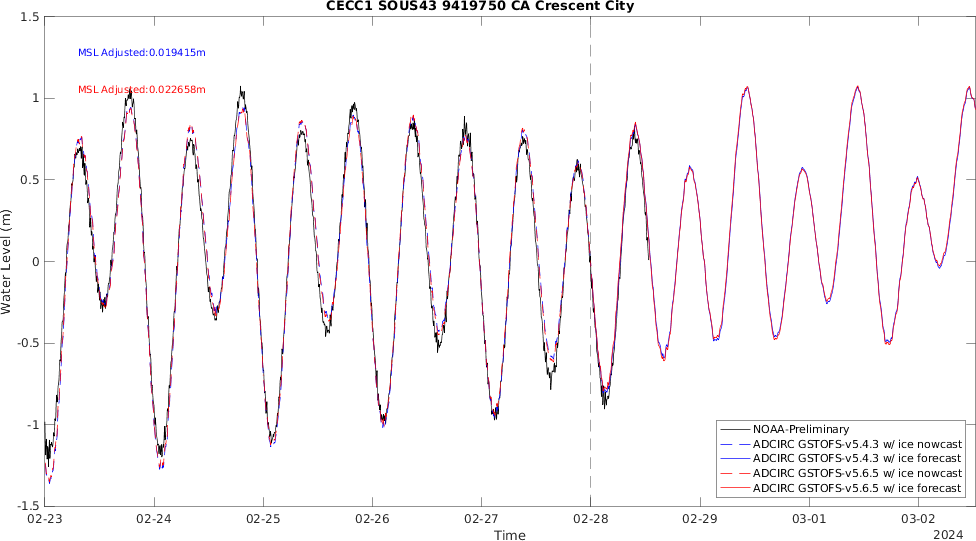 CECC1 SOUS43 9419750 CA Crescent City
1.5
MSL Adjusted:0.019415m
1
MSL Adjusted:0.022658m
0.5
Water Level (m)
0
-0.5
-1
NOAA-Preliminary
ADCIRC GSTOFS-v5.4.3 w/ ice nowcast
ADCIRC GSTOFS-v5.4.3 w/ ice forecast
ADCIRC GSTOFS-v5.6.5 w/ ice nowcast
ADCIRC GSTOFS-v5.6.5 w/ ice forecast
-1.5
02-23 02-24 02-25 02-26 02-27 02-28 02-29 03-01 03-02
Time
2024